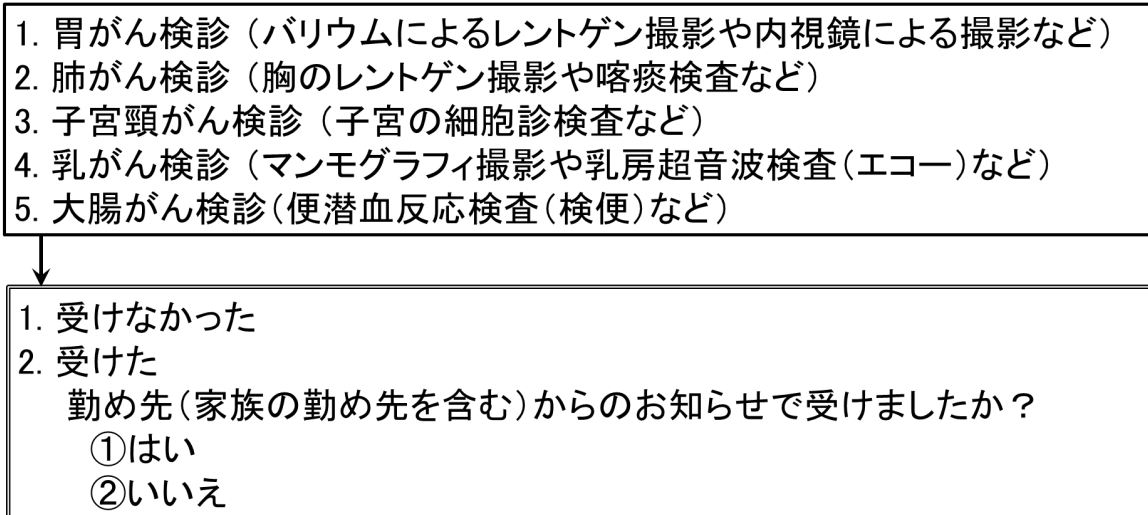 1. 胃がん検診（バリウムによるレントゲン撮影や内視鏡による撮影など）
2. 肺がん検診（胸のレントゲン撮影や喀痰検査など）
3. 子宮頸がん検診（子宮の細胞診検査など）
4. 乳がん検診（マンモグラフィ撮影や乳房超音波検査（エコー）など）
5. 大腸がん検診（便潜血反応検査（検便）など）
1. 受けなかった
2. 受けた
勤め先（家族の勤め先を含む）からのお知らせで受けましたか？
①はい
②いいえ